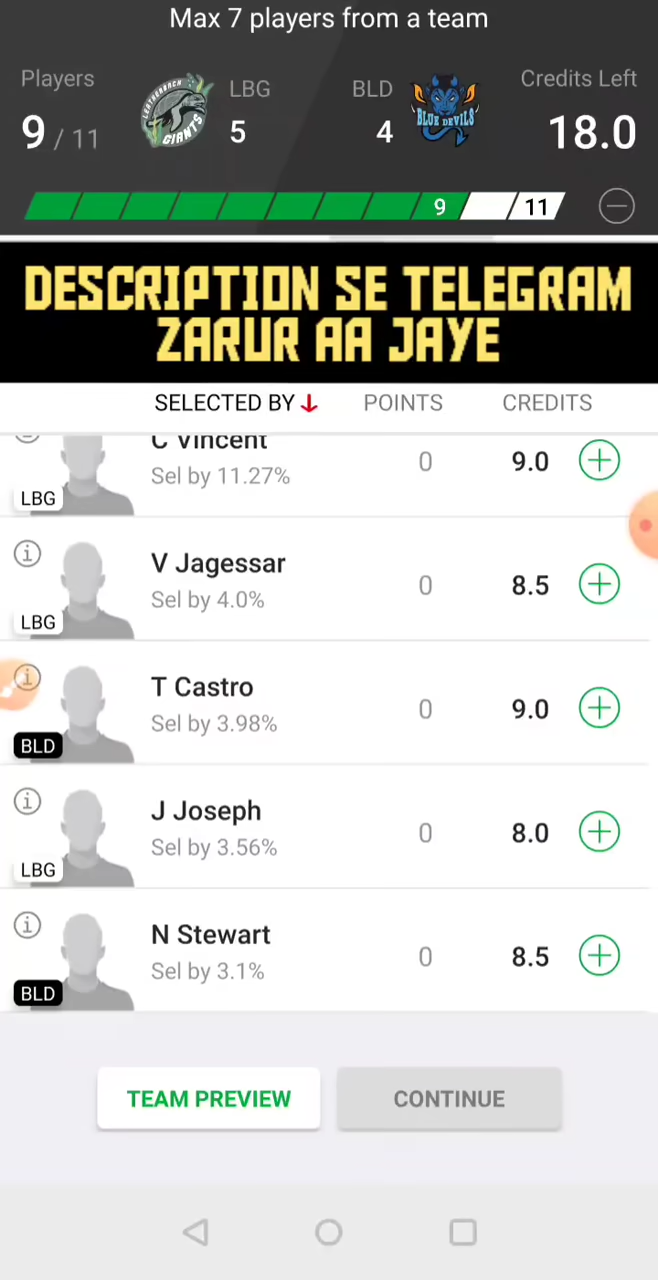 Max 7 players from a team
Players
LBG
BLD
Credits Left
9 / 11
5
4
18.0
LEATHERBACH GIANTS
BLUE DEVILS
9
11
DESCRIPTION SE TELEGRAM
ZARUR AA JAYE
SELECTED BY
POINTS
CREDITS
C Vincent
Sel by 11.27%
0
9.0
LBG
V Jagessar
Sel by 4.0%
0
8.5
LBG
T Castro
Sel by 3.98%
0
9.0
BLD
J Joseph
Sel by 3.56%
0
8.0
LBG
N Stewart
Sel by 3.1%
0
8.5
BLD
TEAM PREVIEW
CONTINUE